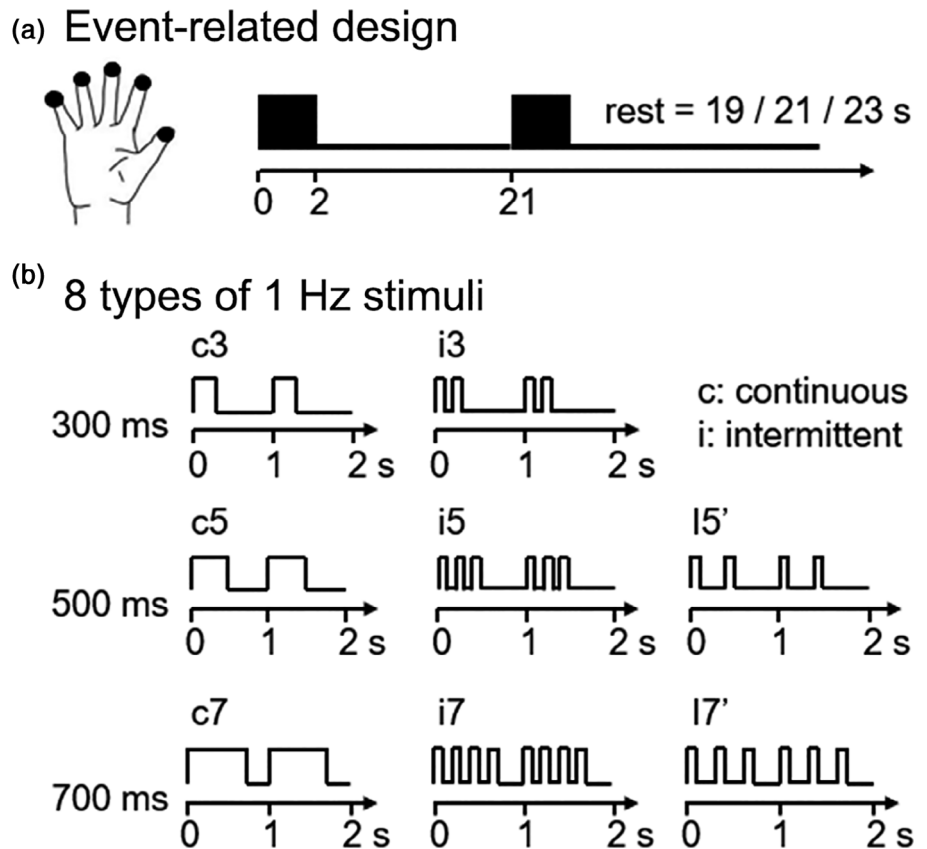 (a) Event-related design
rest = 19 / 21 / 23 s
0 2 21
(b) 8 types of 1 Hz stimuli
c3 i3
c: continuous
i: intermittent
300 ms
0 1 2 s 0 1 2 s
c5 i5 I5’
500 ms
0 1 2 s 0 1 2 s 0 1 2 s
c7 i7 I7’
700 ms
0 1 2 s 0 1 2 s 0 1 2 s